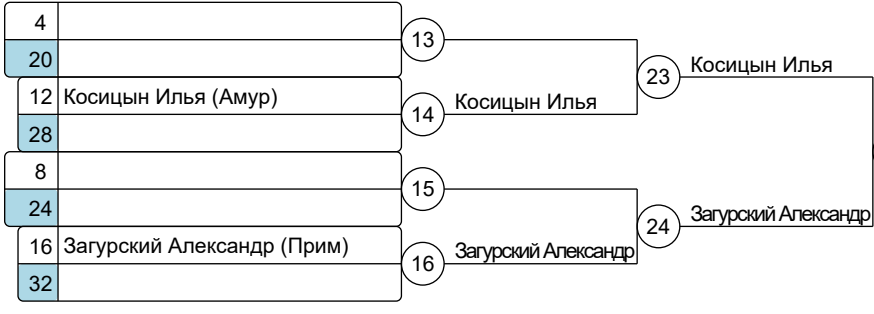 4
13
20
23 Косицын Илья
12 Косицын Илья (Амур)
14 Косицын Илья
28
8
15
24
24 Загурский Александр
16 Загурский Александр (Прим)
16 Загурский Александр
32